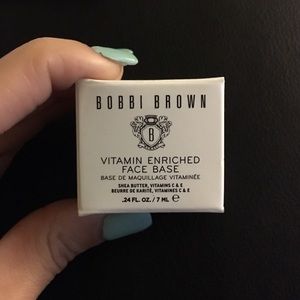 BOBBI BROWN
B
VITAMIN ENRICHED
FACE BASE
BASE DE MAQUILLAGE VITAMINÉE
SHEA BUTTER, VITAMINS C & E
BEURRE DE KARITÉ, VITAMINES C & E
.24 FL. OZ. / 7 ML ℮